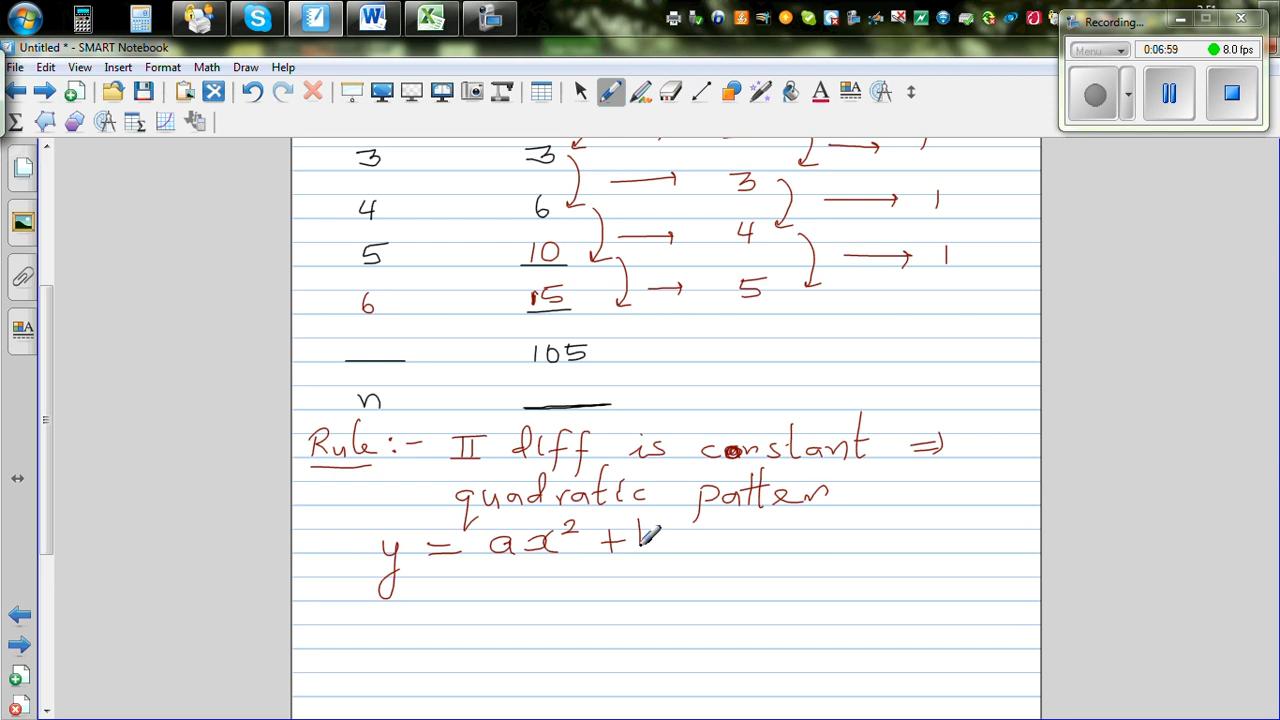 Untitled * - SMART Notebook
File Edit View Insert Format Math Draw Help
Recording...
Menu 0:06:59 8.0 fps
3 3
3 1
4 6
4 1
5 10
6 15 5
105
n
Rule :- II diff is constant ⇒
quadratic pattern
y = ax² + b